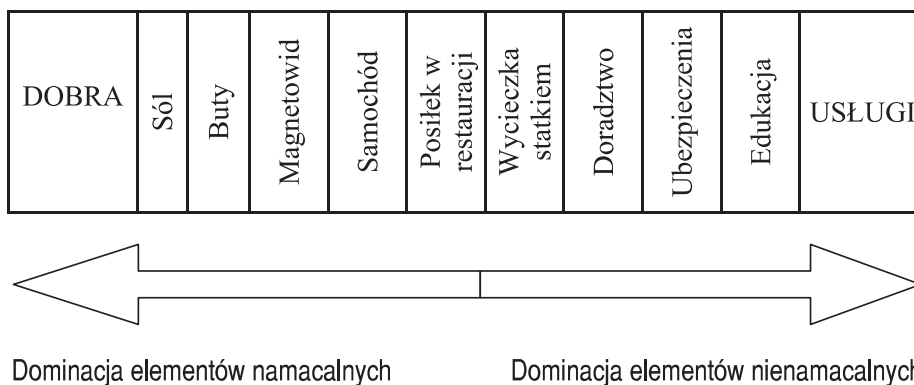 DOBRA
Sól
Buty
Magnetowid
Samochód
Posiłek w
restauracji
Wycieczka
statkiem
Doradztwo
Ubezpieczenia
Edukacja
USŁUGI
Dominacja elementów namacalnych
Dominacja elementów nienamacalnych